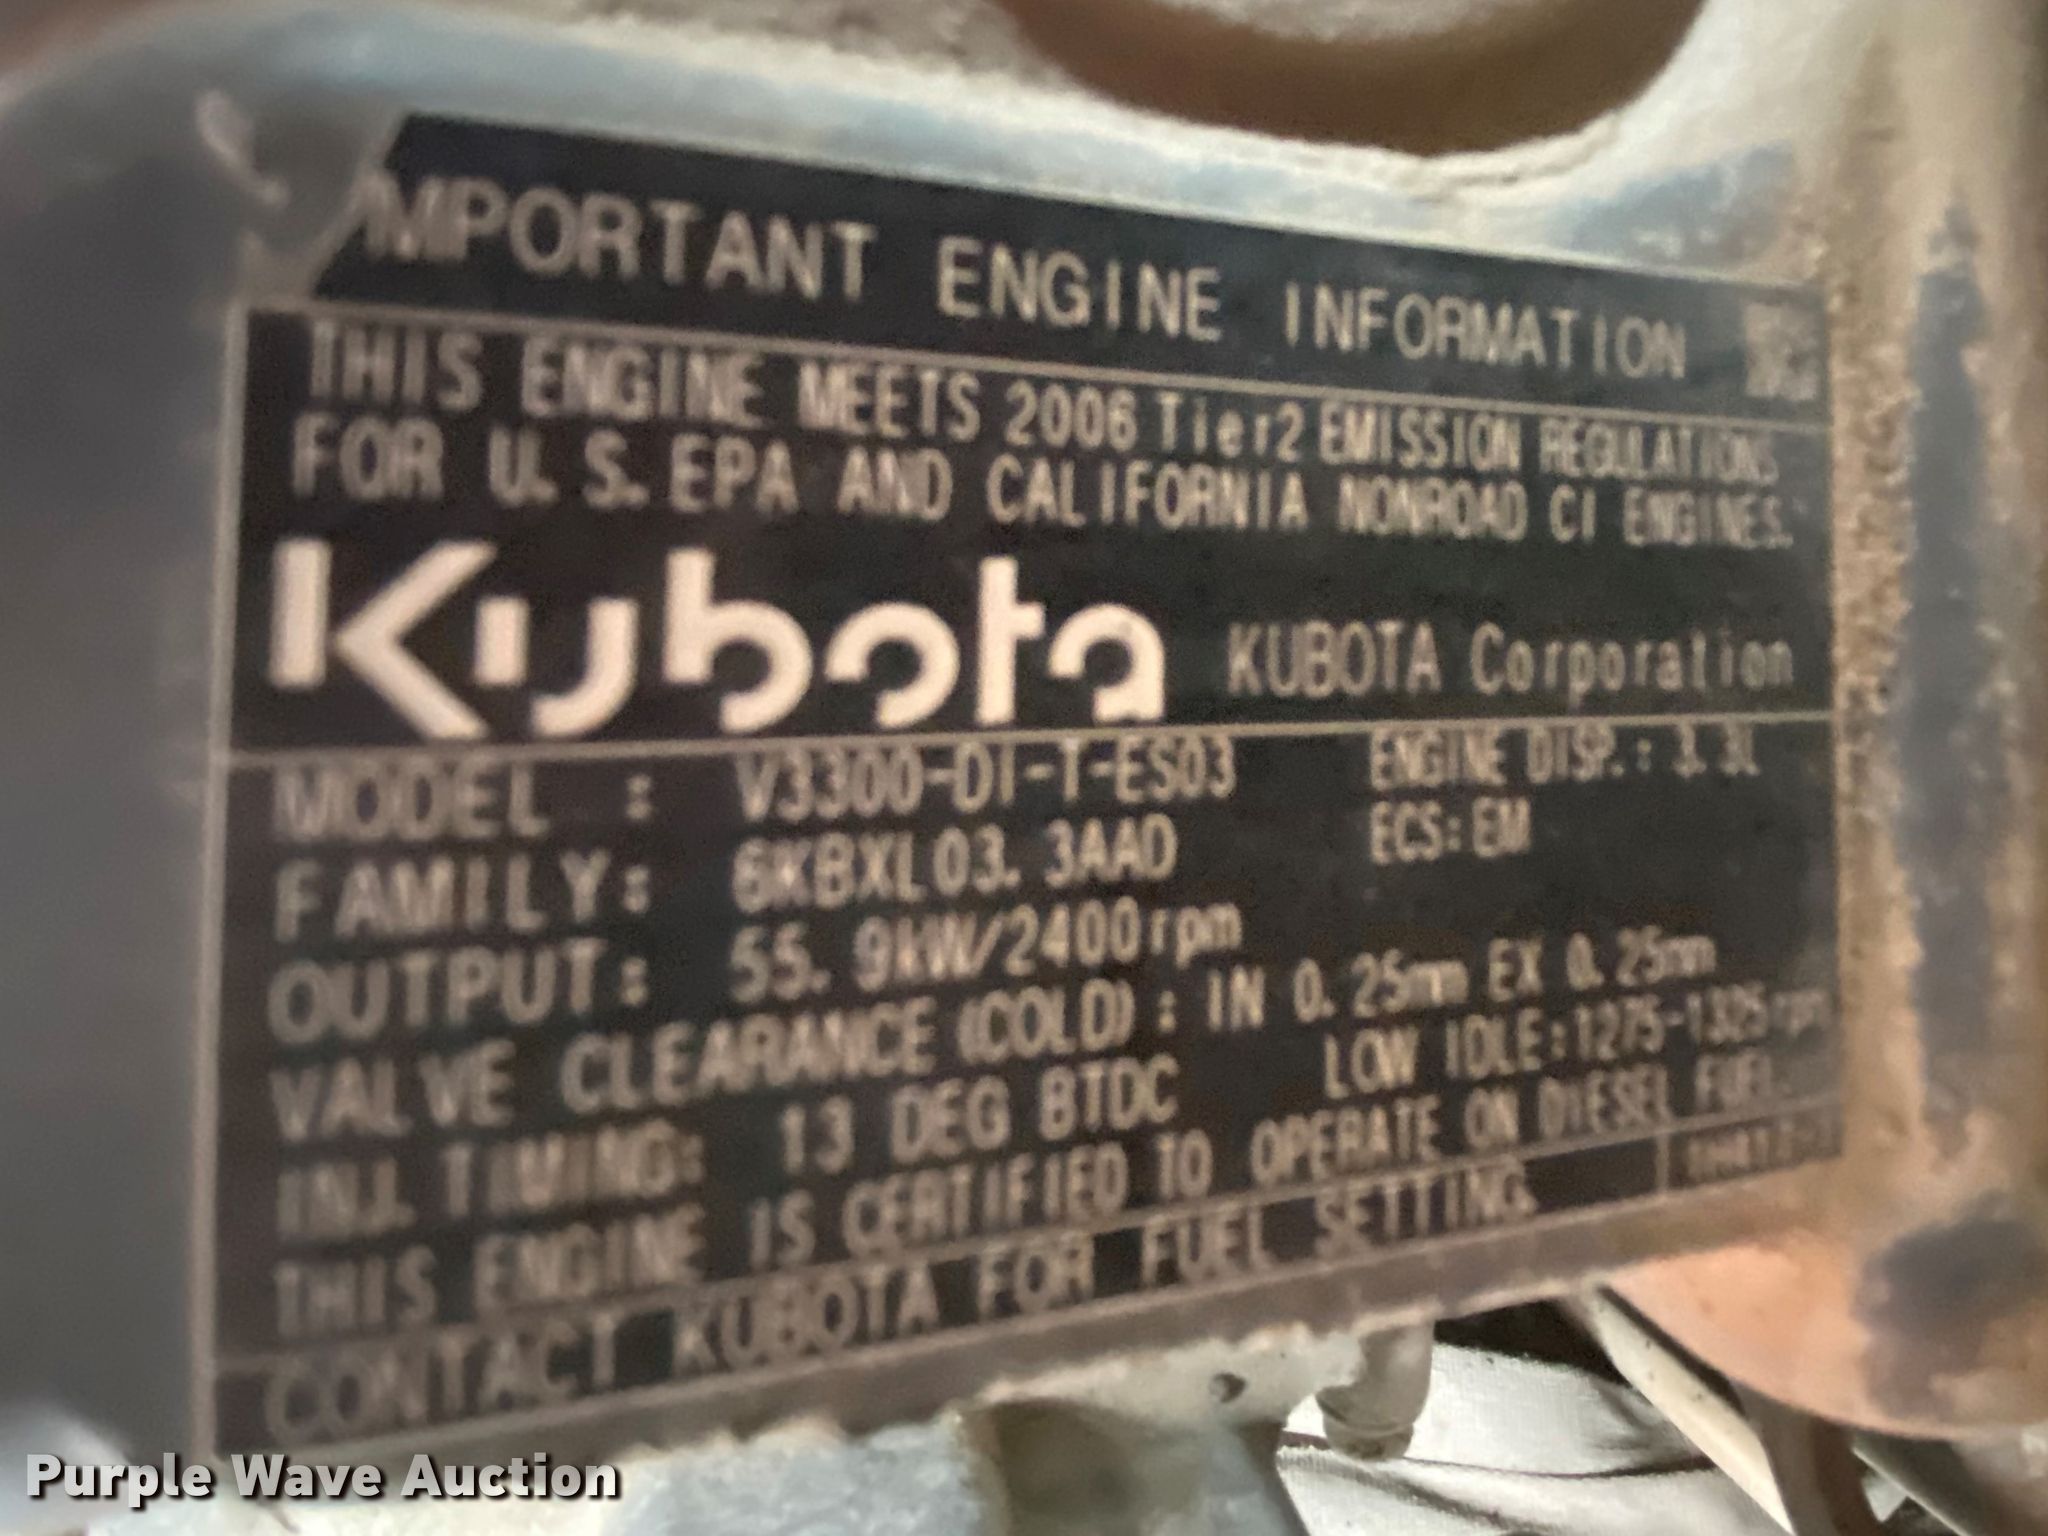 IMPORTANT ENGINE INFORMATION
THIS ENGINE MEETS 2006 Tier2 EMISSION REGULATIONS
FOR U.S. EPA AND CALIFORNIA NONROAD CI ENGINES.
Kubota KUBOTA Corporation
MODEL : V3300-DI-T-ES03 ENGINE DISP.: 3.3L
FAMILY: 6KBXL03.3AAD ECS: EM
OUTPUT: 55.9kW/2400rpm
VALVE CLEARANCE (COLD) : IN 0.25mm EX 0.25mm
INJ. TIMING: 13 DEG BTDC LOW IDLE:1275-1325rpm
THIS ENGINE IS CERTIFIED TO OPERATE ON DIESEL FUEL.
CONTACT KUBOTA FOR FUEL SETTING.
Purple Wave Auction